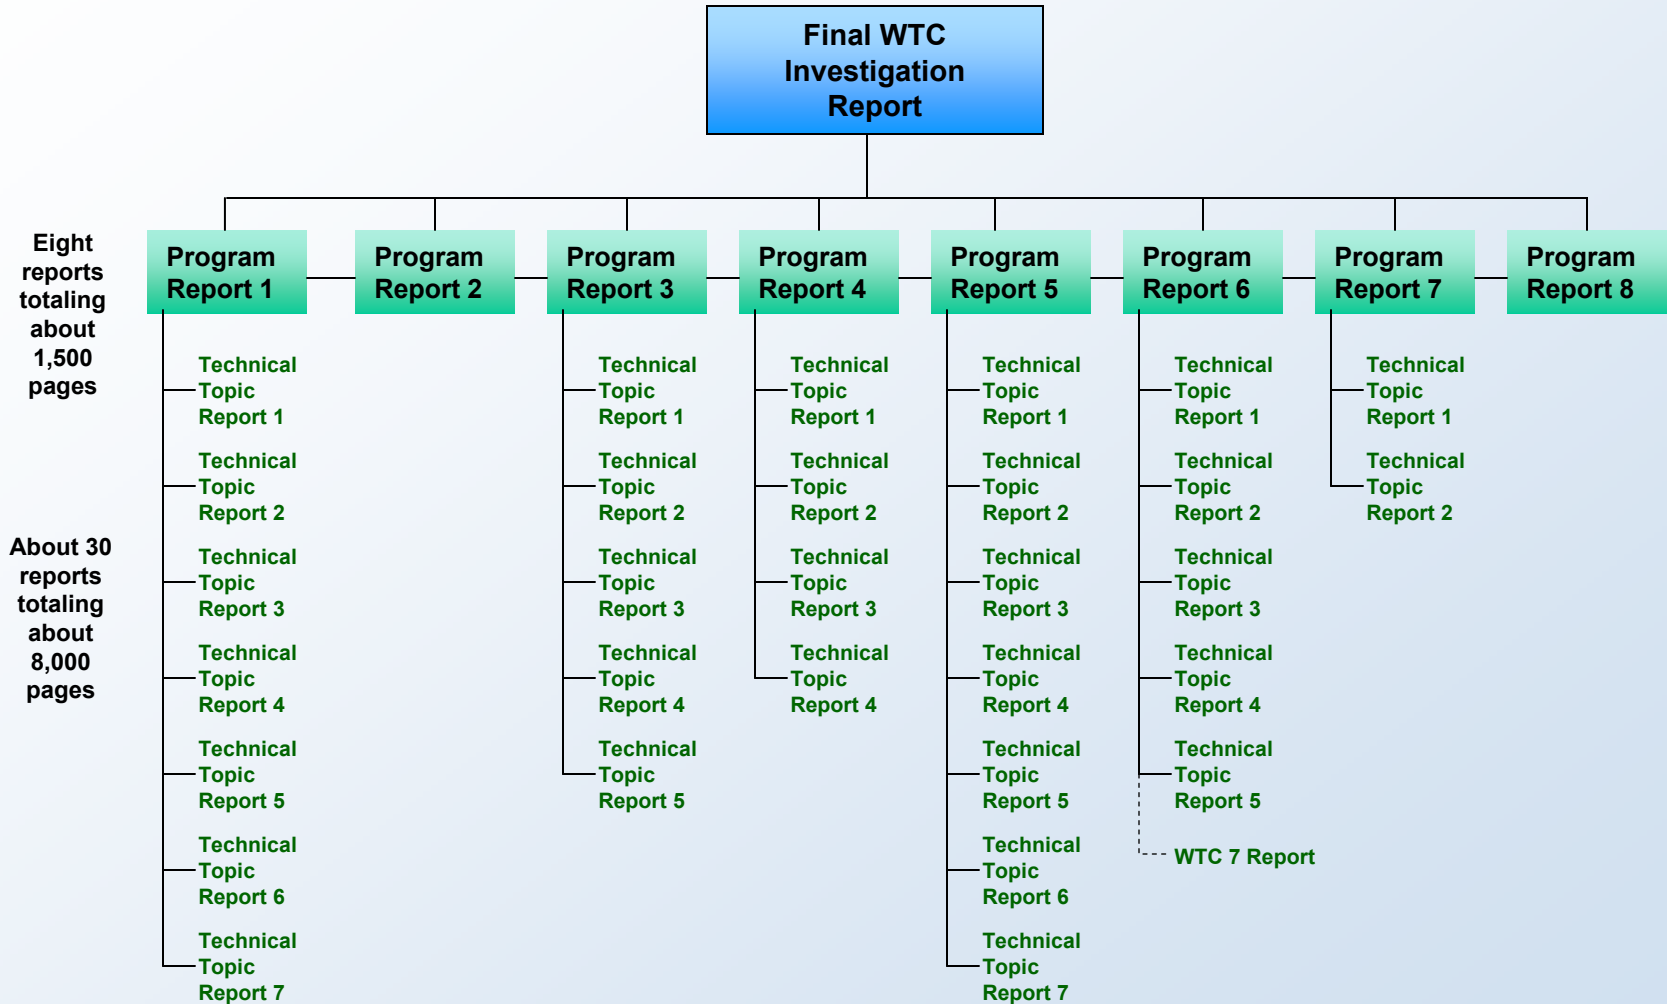 Final WTC
Investigation
Report
Eight
reports
totaling
about
1,500
pages
About 30
reports
totaling
about
8,000
pages
Program
Report 1
Technical
Topic
Report 1
Technical
Topic
Report 2
Technical
Topic
Report 3
Technical
Topic
Report 4
Technical
Topic
Report 5
Technical
Topic
Report 6
Technical
Topic
Report 7
Program
Report 2
Program
Report 3
Technical
Topic
Report 1
Technical
Topic
Report 2
Technical
Topic
Report 3
Technical
Topic
Report 4
Technical
Topic
Report 5
Program
Report 4
Technical
Topic
Report 1
Technical
Topic
Report 2
Technical
Topic
Report 3
Technical
Topic
Report 4
Program
Report 5
Technical
Topic
Report 1
Technical
Topic
Report 2
Technical
Topic
Report 3
Technical
Topic
Report 4
Technical
Topic
Report 5
Technical
Topic
Report 6
Technical
Topic
Report 7
Program
Report 6
Technical
Topic
Report 1
Technical
Topic
Report 2
Technical
Topic
Report 3
Technical
Topic
Report 4
Technical
Topic
Report 5
WTC 7 Report
Program
Report 7
Technical
Topic
Report 1
Technical
Topic
Report 2
Program
Report 8